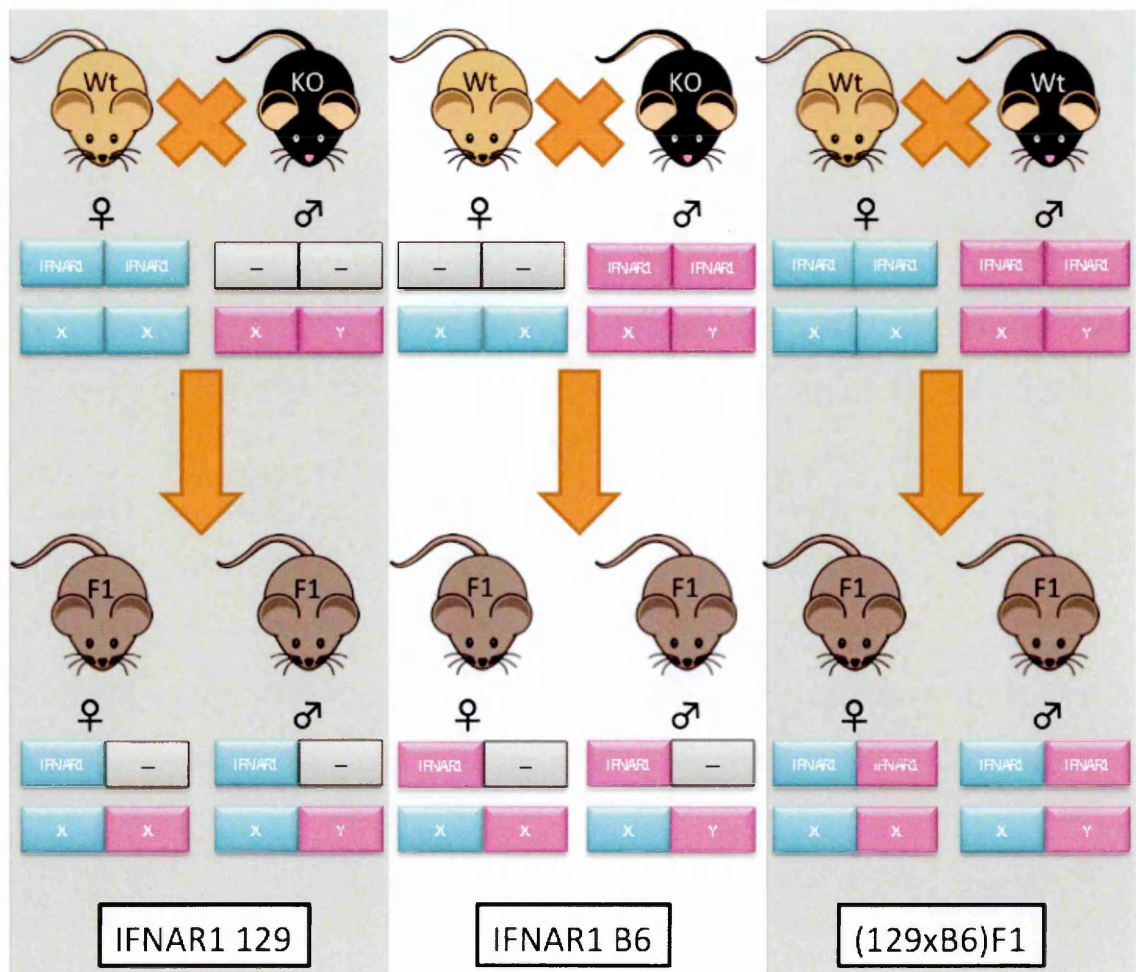 Wt KO Wt KO Wt Wt
♀ ♂ ♀ ♂ ♀ ♂
IFNAR1 IFNAR1 – – – – IFNAR1 IFNAR1 IFNAR1 IFNAR1 IFNAR1 IFNAR1
X X X Y X X X Y X X X Y
F1 F1 F1 F1 F1 F1
♀ ♂ ♀ ♂ ♀ ♂
IFNAR1 – IFNAR1 – IFNAR1 – IFNAR1 – IFNAR1 IFNAR1 IFNAR1 IFNAR1
X X X Y X X X Y X X X Y
IFNAR1 129 IFNAR1 B6 (129xB6)F1